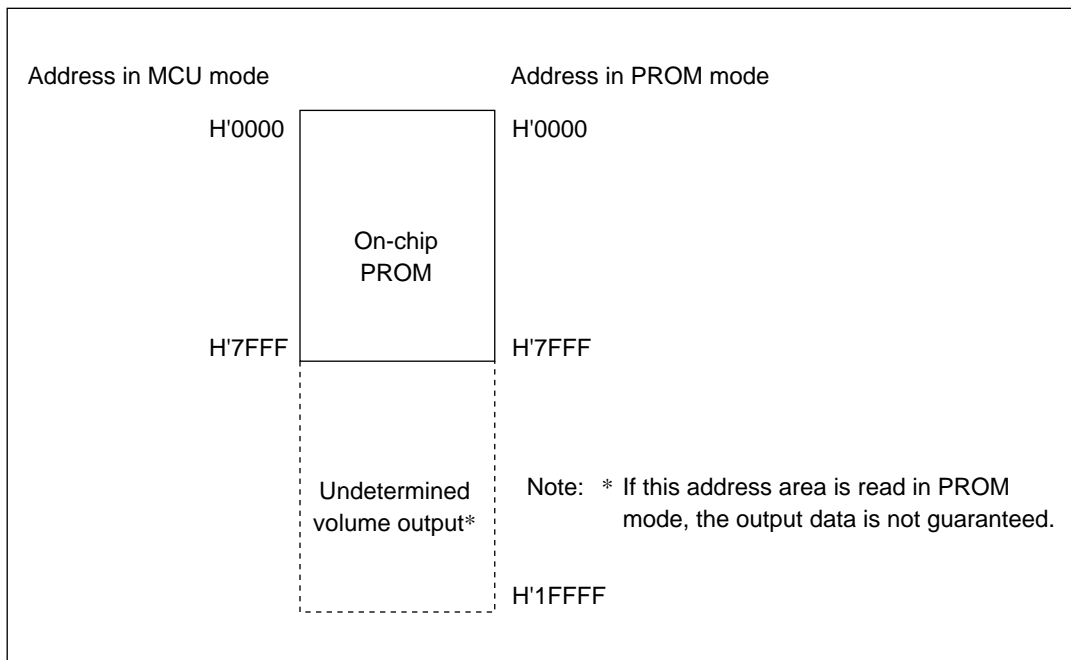 Address in MCU mode
Address in PROM mode
H'0000
H'0000
On-chip
PROM
H'7FFF
H'7FFF
Undetermined
volume output*
Note: * If this address area is read in PROM
mode, the output data is not guaranteed.
H'1FFFF